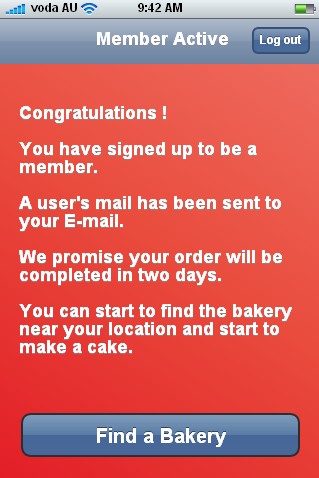 voda AU 9:42 AM
Member Active
Log out
Congratulations !
You have signed up to be a
member.
A user's mail has been sent to
your E-mail.
We promise your order will be
completed in two days.
You can start to find the bakery
near your location and start to
make a cake.
Find a Bakery